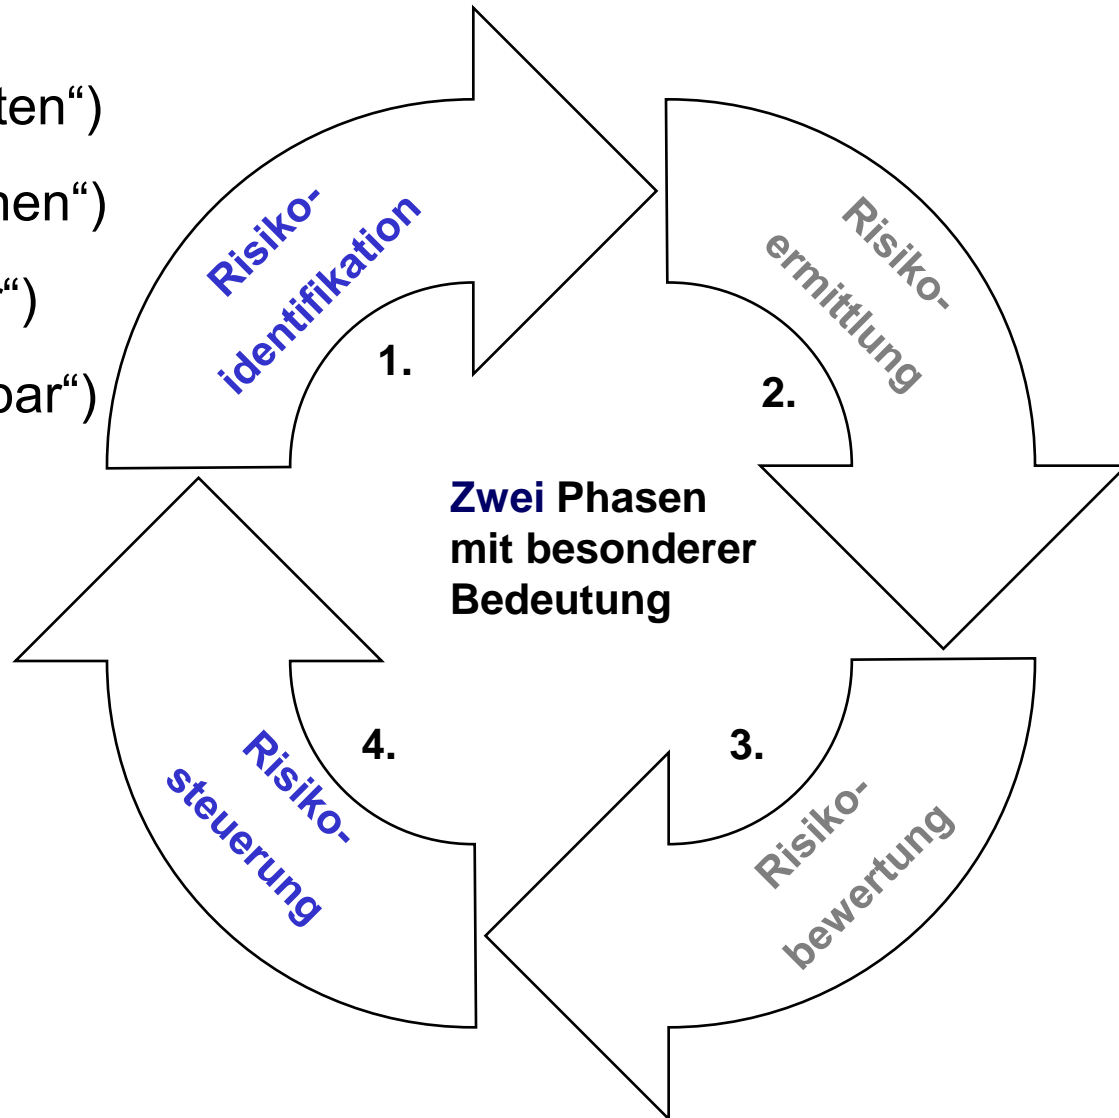 ten“)
nen“)
“)
bar“)
Risiko-
identifikation
1.
Risiko-
ermittlung
2.
Zwei Phasen
mit besonderer
Bedeutung
3.
Risiko-
bewertung
4.
Risiko-
steuerung